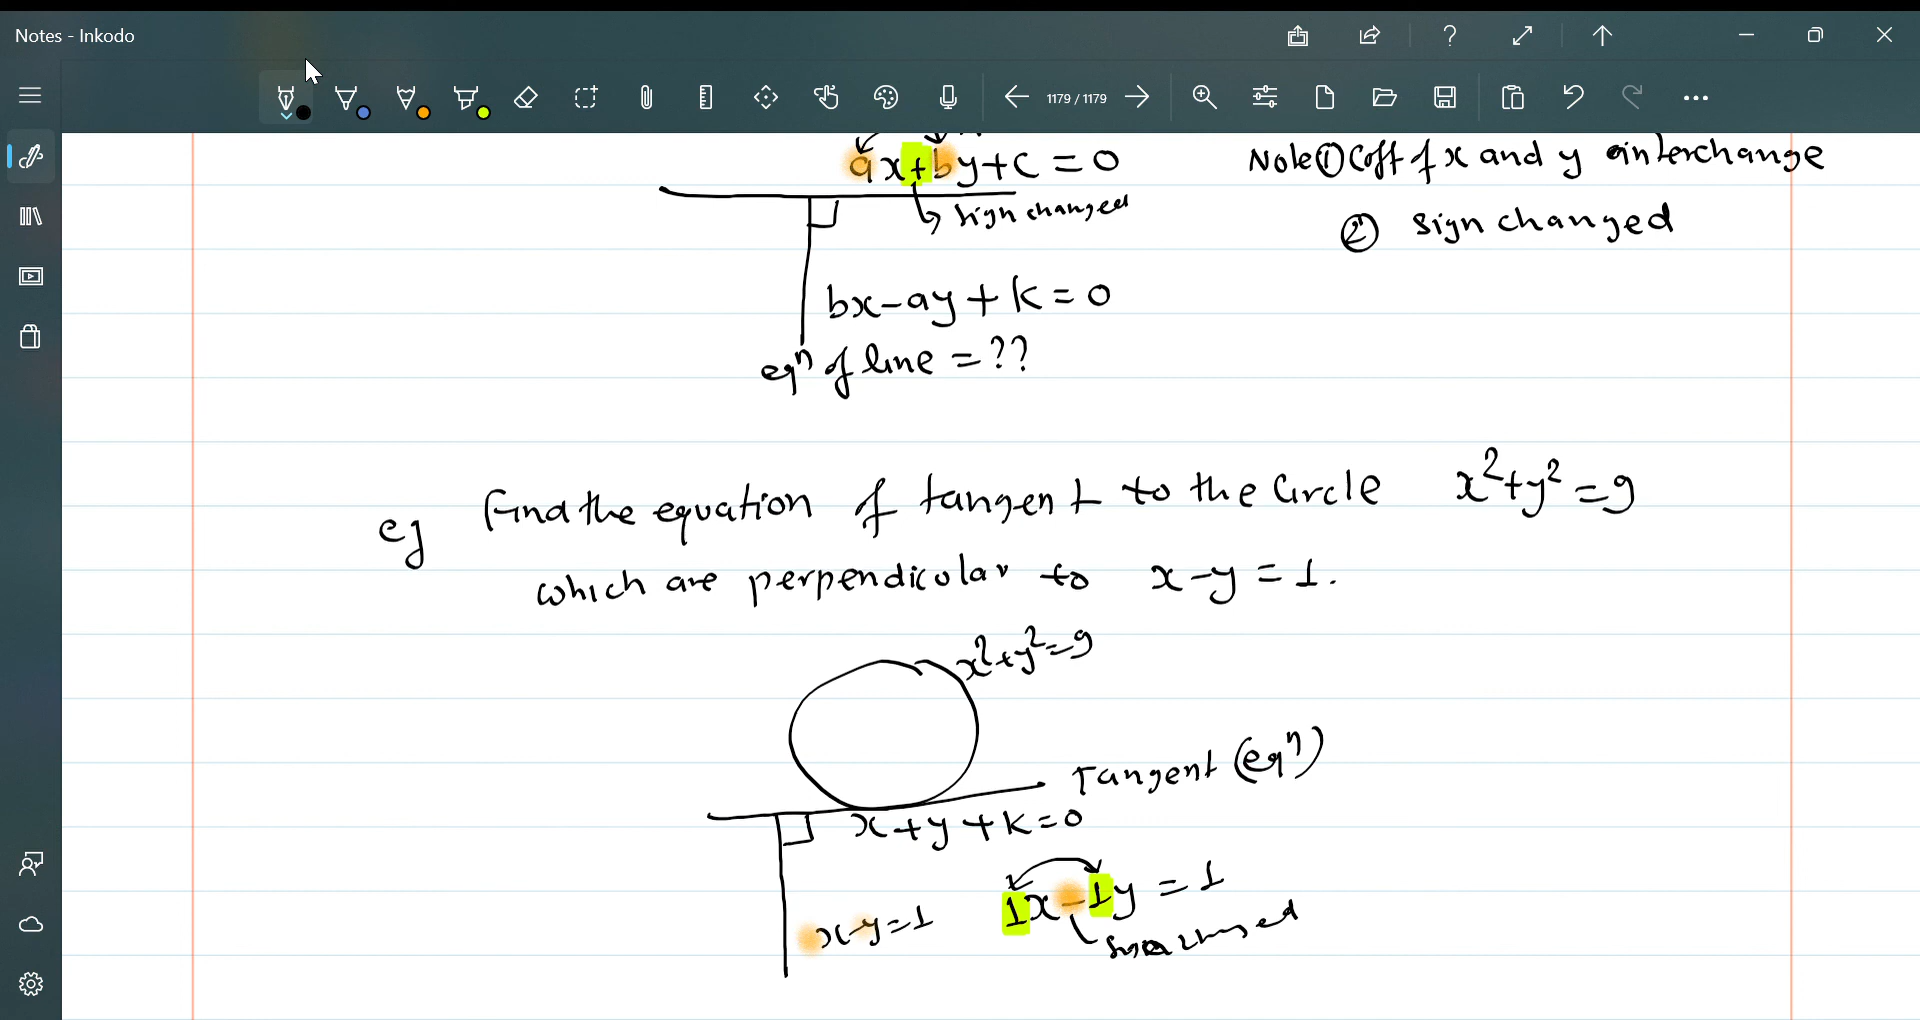 Notes - Inkodo
1179 / 1179
ax+by+c=0
Note ① Coff of x and y interchange
sign changed
② sign changed
bx-ay+k=0
eqⁿ of line = ??
eg Find the equation of tangent to the Circle x²+y²=9
which are perpendicular to x-y=1.
x²+y²=9
Tangent (eqⁿ)
x+y+k=0
1x-1y=1
x-y=1
changed